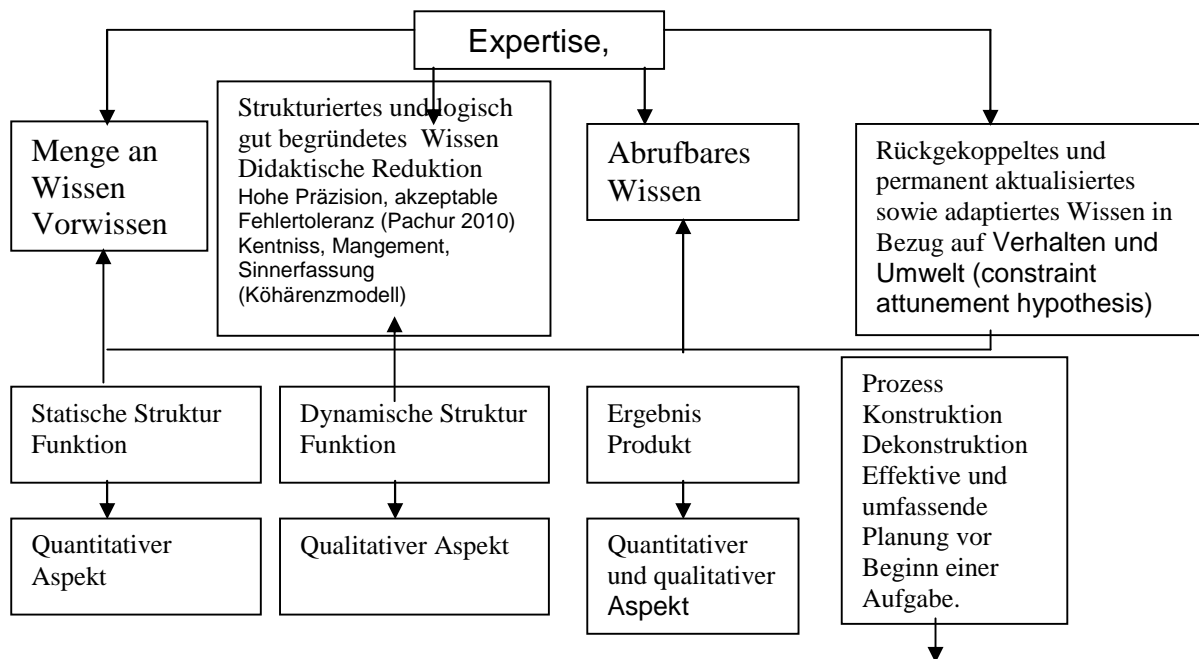 Expertise,
Menge an
Wissen
Vorwissen
Strukturiertes und logisch
gut begründetes Wissen
Didaktische Reduktion
Hohe Präzision, akzeptable
Fehlertoleranz (Pachur 2010)
Kentniss, Mangement,
Sinnerfassung
(Köhärenzmodell)
Abrufbares
Wissen
Rückgekoppeltes und
permanent aktualisiertes
sowie adaptiertes Wissen in
Bezug auf Verhalten und
Umwelt (constraint
attunement hypothesis)
Statische Struktur
Funktion
Dynamische Struktur
Funktion
Ergebnis
Produkt
Prozess
Konstruktion
Dekonstruktion
Effektive und
umfassende
Planung vor
Beginn einer
Aufgabe.
Quantitativer
Aspekt
Qualitativer Aspekt
Quantitativer
und qualitativer
Aspekt